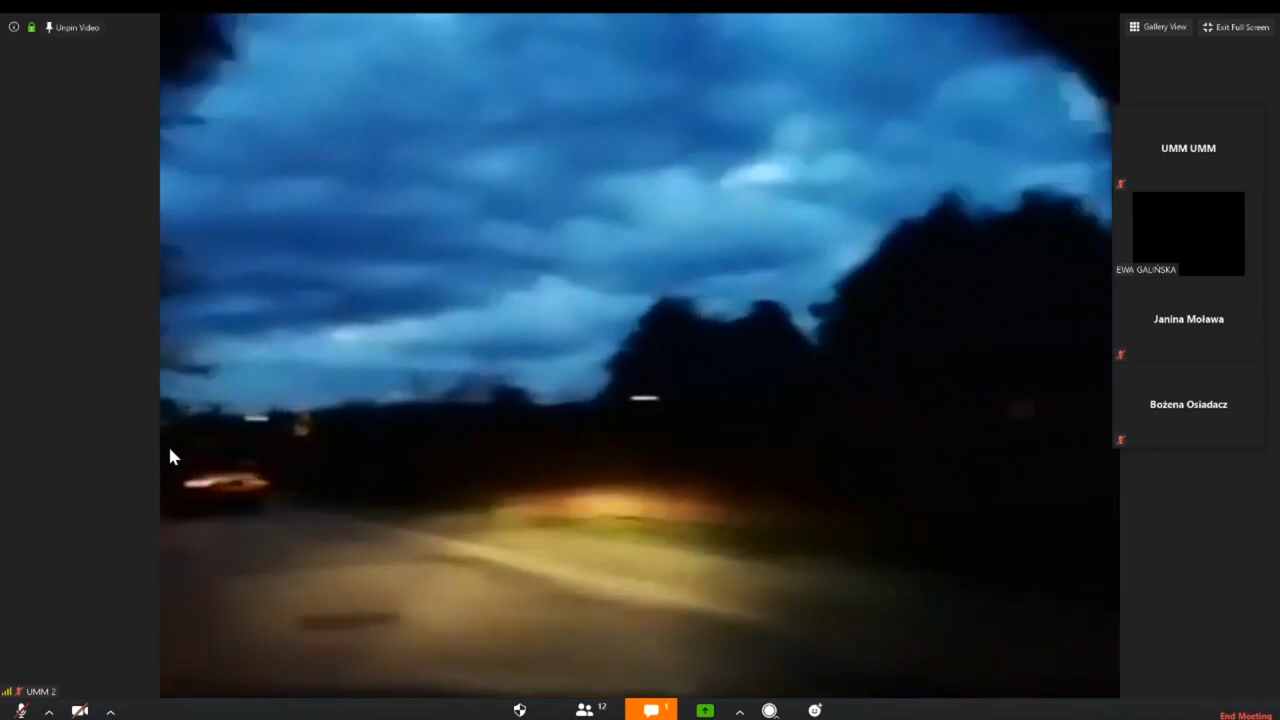 Unpin Video
Gallery View
Exit Full Screen
UMM UMM
EWA GALIŃSKA
Janina Moława
Bożena Osiadacz
UMM 2
12
1
End Meeting